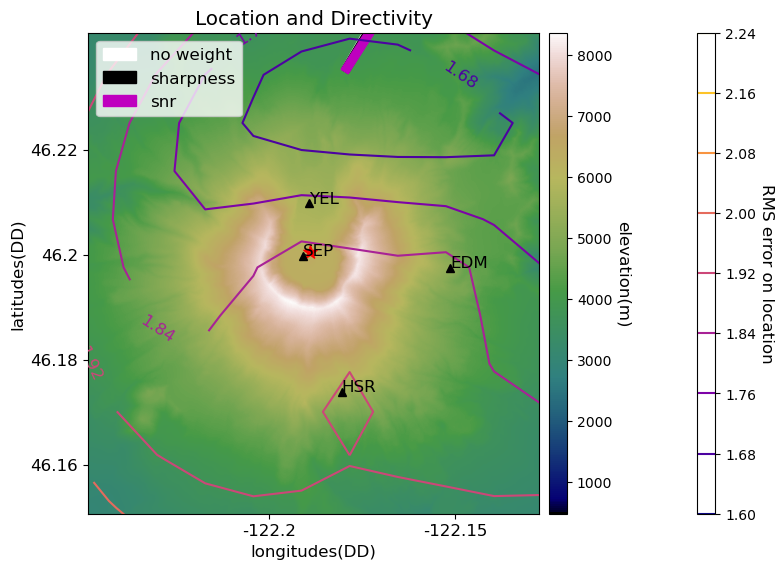 Location and Directivity
no weight
sharpness
snr
1.68
1.84
YEL
SEP
EDM
HSR
46.22
46.2
46.18
46.16
latitudes(DD)
-122.2
-122.15
longitudes(DD)
8000
7000
6000
5000
4000
3000
2000
1000
elevation(m)
2.24
2.16
2.08
2.00
1.92
1.84
1.76
1.68
1.60
RMS error on location